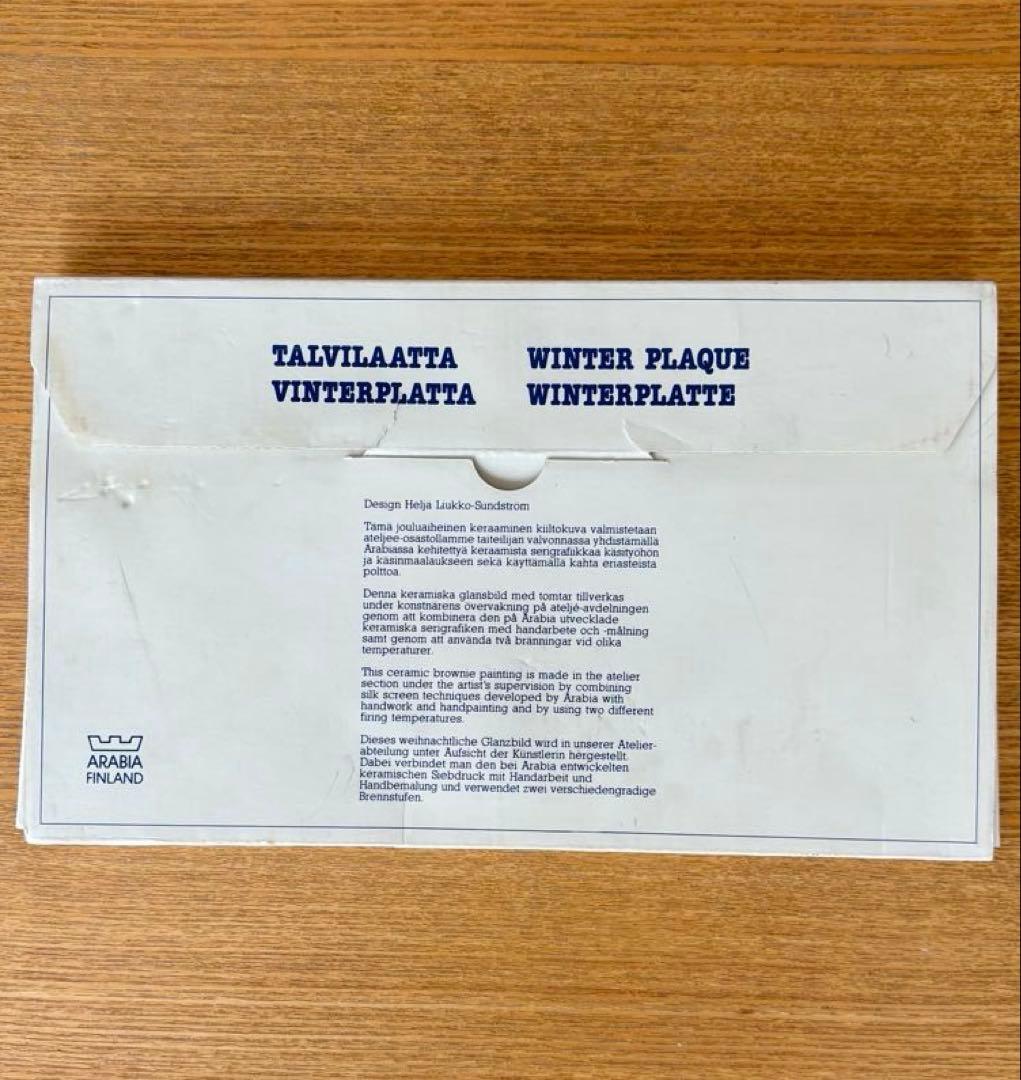 TALVILAATTA
VINTERPLATTA
WINTER PLAQUE
WINTERPLATTE
Design Helja Liukko-Sundström
Tämä jouluaiheinen keraaminen kiiltokuva valmistetaan
ateljee-osastollamme taiteilijan valvonnassa yhdistämällä
Arabiassa kehitettyä keraamista serigrafiikkaa käsityöhön
ja käsinmaalaukseen sekä käyttämällä kahta eriasteista
polttoa.
Denna keramiska glansbild med tomtar tillverkas
under konstnärens övervakning på ateljé-avdelningen
genom att kombinera den på Arabia utvecklade
keramiska serigrafiken med handarbete och -målning
samt genom att använda två bränningar vid olika
temperaturer.
This ceramic brownie painting is made in the atelier
section under the artist's supervision by combining
silk screen techniques developed by Arabia with
handwork and handpainting and by using two different
firing temperatures.
Dieses weihnachtliche Glanzbild wird in unserer Atelier-
abteilung unter Aufsicht der Künstlerin hergestellt.
Dabei verbindet man den bei Arabia entwickelten
keramischen Siebdruck mit Handarbeit und
Handbemalung und verwendet zwei verschiedengradige
Brennstufen.
ARABIA
FINLAND